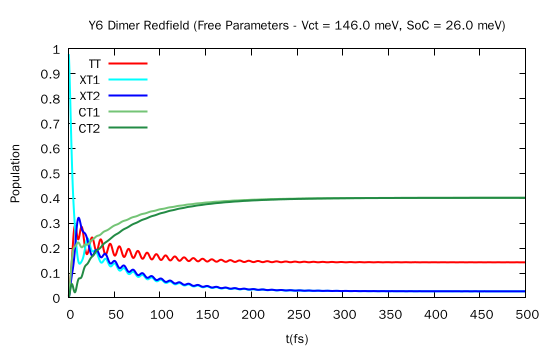 Y6 Dimer Redfield (Free Parameters - Vct = 146.0 meV, SoC = 26.0 meV)
1
0.9
0.8
0.7
0.6
0.5
0.4
0.3
0.2
0.1
0
Population
TT
XT1
XT2
CT1
CT2
0 50 100 150 200 250 300 350 400 450 500
t(fs)